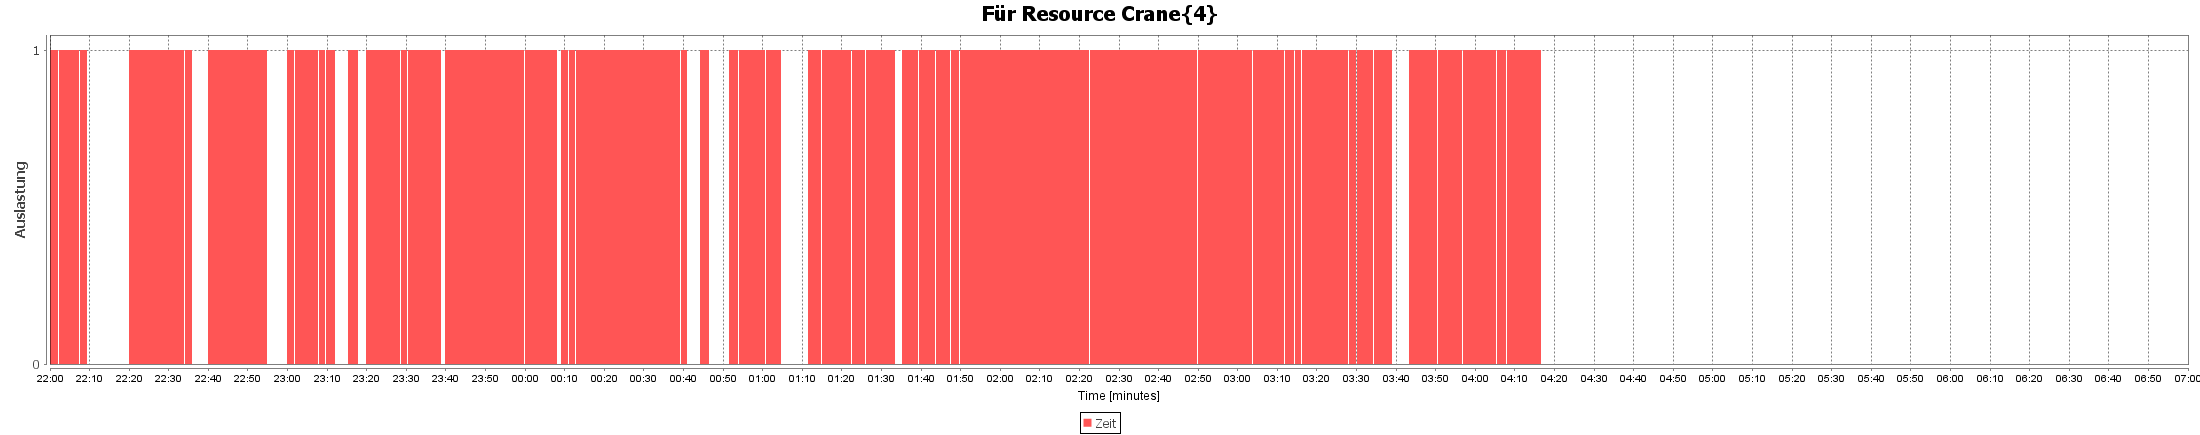 Für Resource Crane{4}
Auslastung
1
0
22:00 22:10 22:20 22:30 22:40 22:50 23:00 23:10 23:20 23:30 23:40 23:50 00:00 00:10 00:20 00:30 00:40 00:50 01:00 01:10 01:20 01:30 01:40 01:50 02:00 02:10 02:20 02:30 02:40 02:50 03:00 03:10 03:20 03:30 03:40 03:50 04:00 04:10 04:20 04:30 04:40 04:50 05:00 05:10 05:20 05:30 05:40 05:50 06:00 06:10 06:20 06:30 06:40 06:50 07:00
Time [minutes]
Zeit